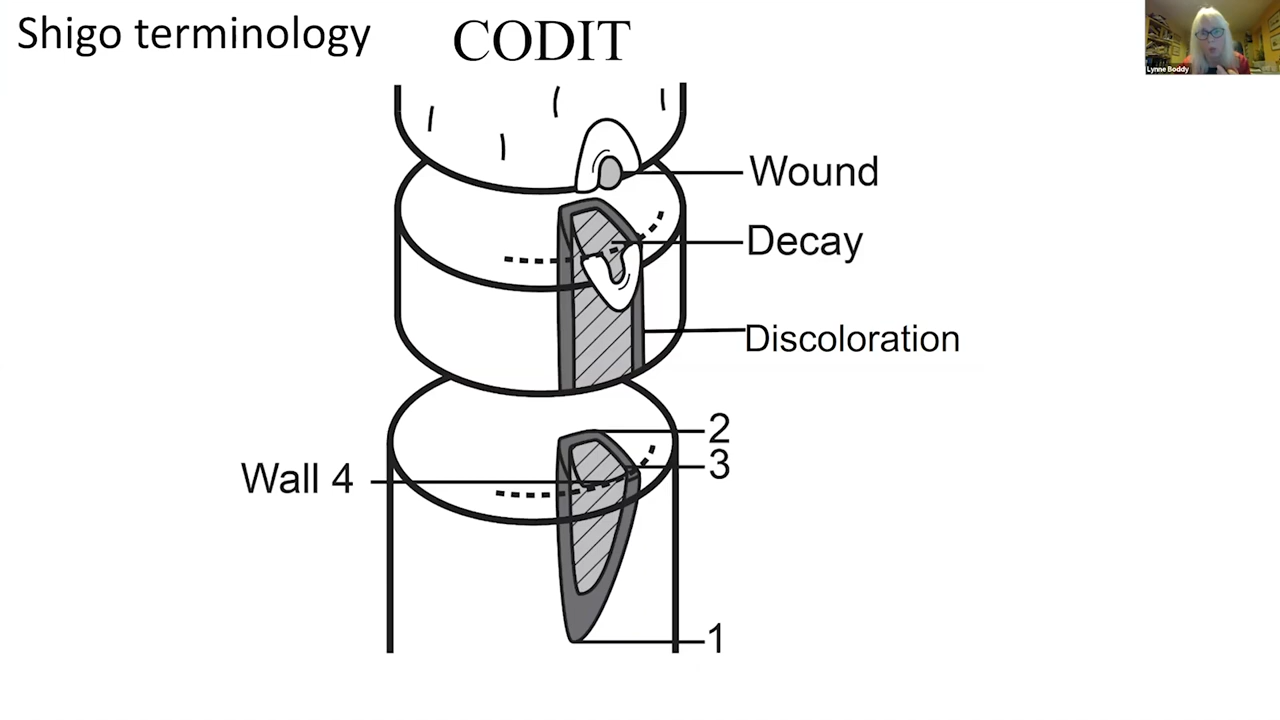 Shigo terminology
CODIT
Lynne Boddy
Wound
Decay
Discoloration
2
3
Wall 4
1